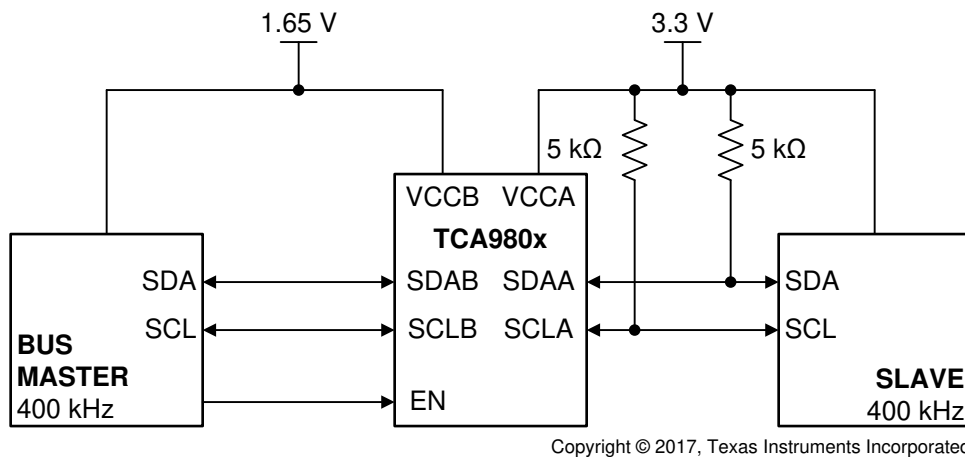 1.65 V
3.3 V
5 kΩ
5 kΩ
VCCB VCCA
TCA980x
SDA
SDAB SDAA
SDA
SCL
SCLB SCLA
SCL
BUS
MASTER
400 kHz
EN
SLAVE
400 kHz
Copyright © 2017, Texas Instruments Incorporated